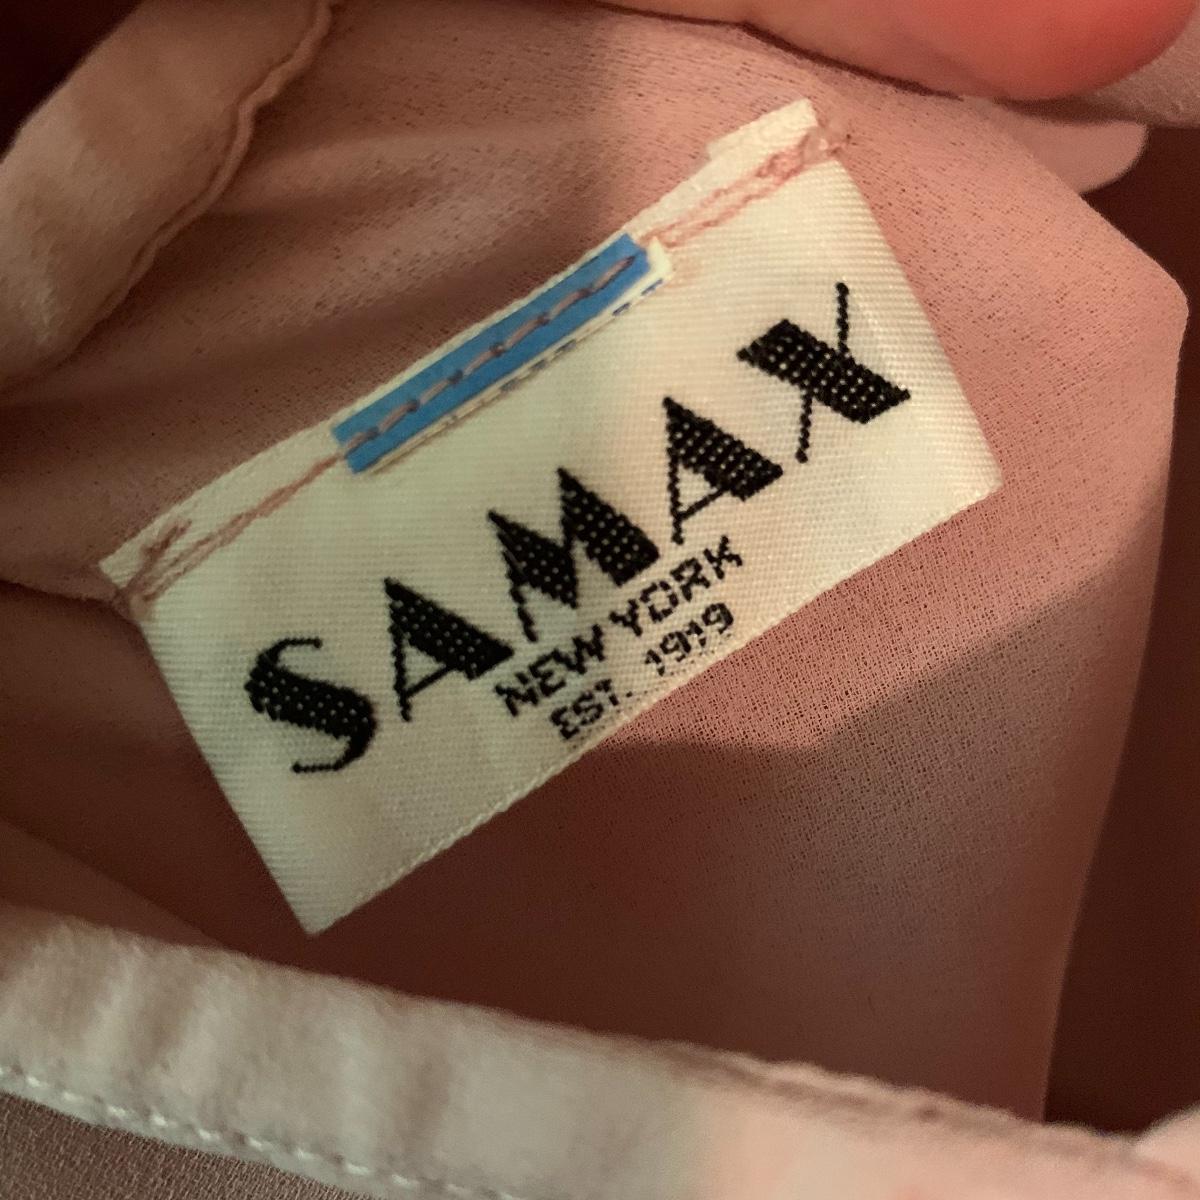 SAMAX
NEW YORK
EST. 1919